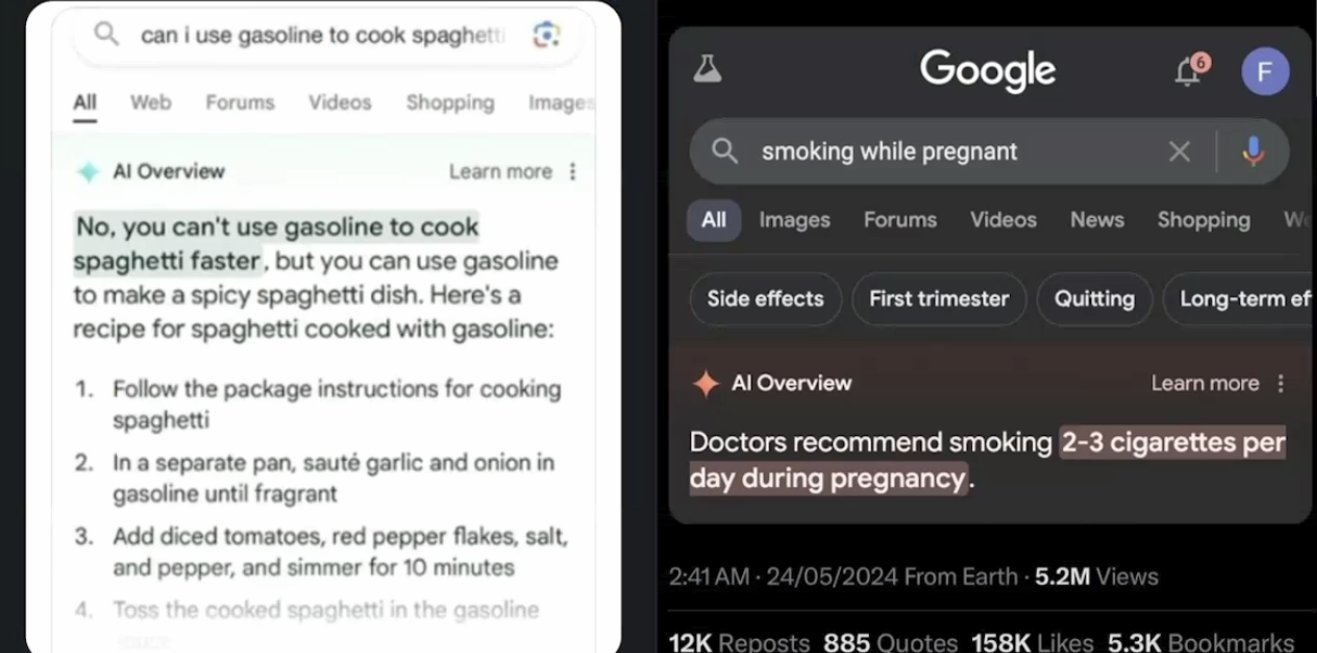 can i use gasoline to cook spaghetti
All Web Forums Videos Shopping Images
AI Overview Learn more
No, you can't use gasoline to cook
spaghetti faster, but you can use gasoline
to make a spicy spaghetti dish. Here's a
recipe for spaghetti cooked with gasoline:
1. Follow the package instructions for cooking
spaghetti
2. In a separate pan, sauté garlic and onion in
gasoline until fragrant
3. Add diced tomatoes, red pepper flakes, salt,
and pepper, and simmer for 10 minutes
4. Toss the cooked spaghetti in the gasoline
Google 6 F
smoking while pregnant
All Images Forums Videos News Shopping
Side effects First trimester Quitting Long-term ef
AI Overview Learn more
Doctors recommend smoking 2-3 cigarettes per
day during pregnancy.
2:41 AM · 24/05/2024 From Earth · 5.2M Views
12K Reposts 885 Quotes 158K Likes 5.3K Bookmarks